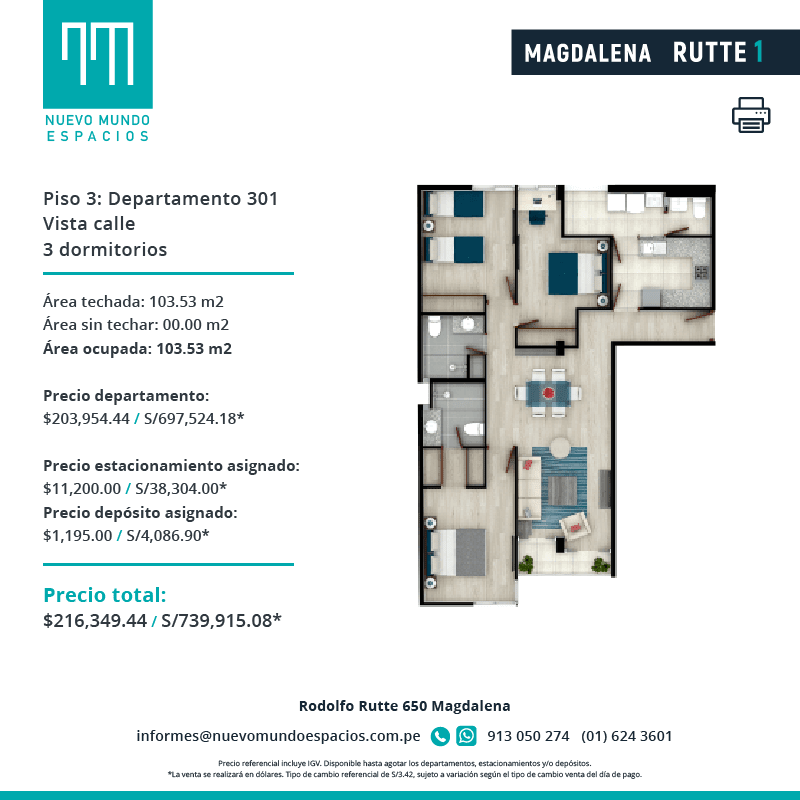 NUEVO MUNDO
ESPACIOS
MAGDALENA RUTTE 1
Piso 3: Departamento 301
Vista calle
3 dormitorios
Área techada: 103.53 m2
Área sin techar: 00.00 m2
Área ocupada: 103.53 m2
Precio departamento:
$203,954.44 / S/697,524.18*
Precio estacionamiento asignado:
$11,200.00 / S/38,304.00*
Precio depósito asignado:
$1,195.00 / S/4,086.90*
Precio total:
$216,349.44 / S/739,915.08*
Rodolfo Rutte 650 Magdalena
informes@nuevomundoespacios.com.pe 913 050 274 (01) 624 3601
Precio referencial incluye IGV. Disponible hasta agotar los departamentos, estacionamientos y/o depósitos.
*La venta se realizará en dólares. Tipo de cambio referencial de S/3.42, sujeto a variación según el tipo de cambio venta del día de pago.